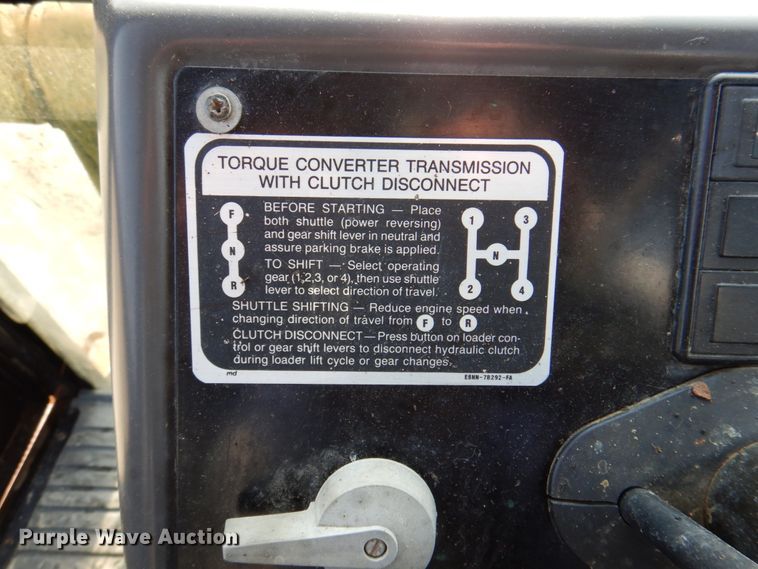 TORQUE CONVERTER TRANSMISSION
WITH CLUTCH DISCONNECT
F
N
R
BEFORE STARTING — Place
both shuttle (power reversing)
and gear shift lever in neutral and
assure parking brake is applied.
TO SHIFT — Select operating
gear (1,2,3, or 4), then use shuttle
lever to select direction of travel.
1 3
N
2 4
SHUTTLE SHIFTING — Reduce engine speed when
changing direction of travel from F to R
CLUTCH DISCONNECT — Press button on loader con-
trol or gear shift levers to disconnect hydraulic clutch
during loader lift cycle or gear changes.
md E8NN-7B292-FA
Purple Wave Auction